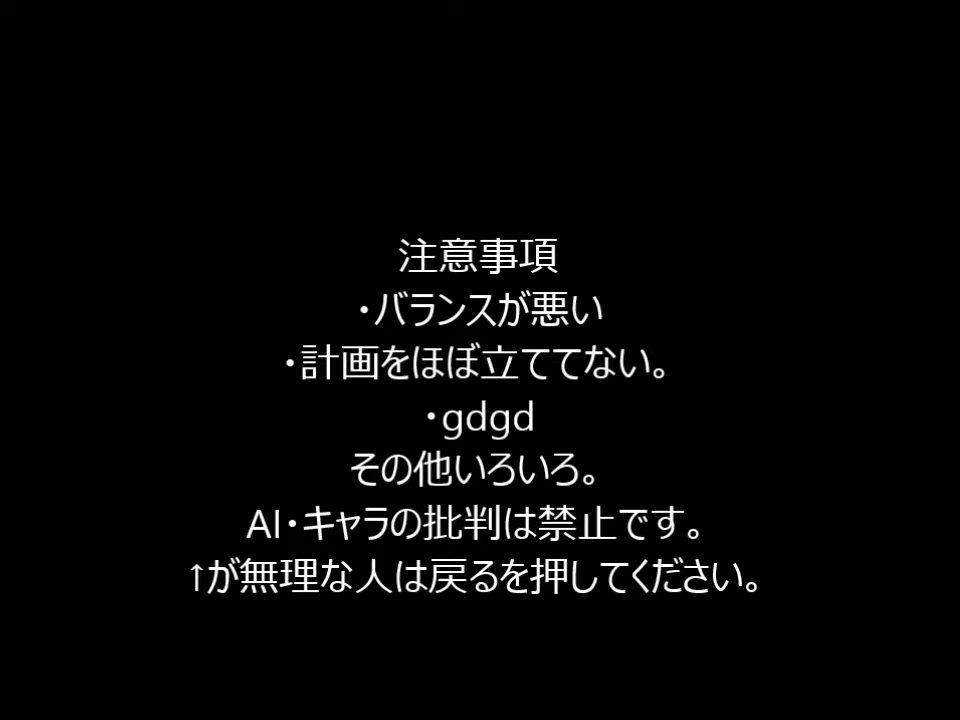 注意事項
・バランスが悪い
・計画をほぼ立ててない。
・gdgd
その他いろいろ。
AI・キャラの批判は禁止です。
↑が無理な人は戻るを押してください。